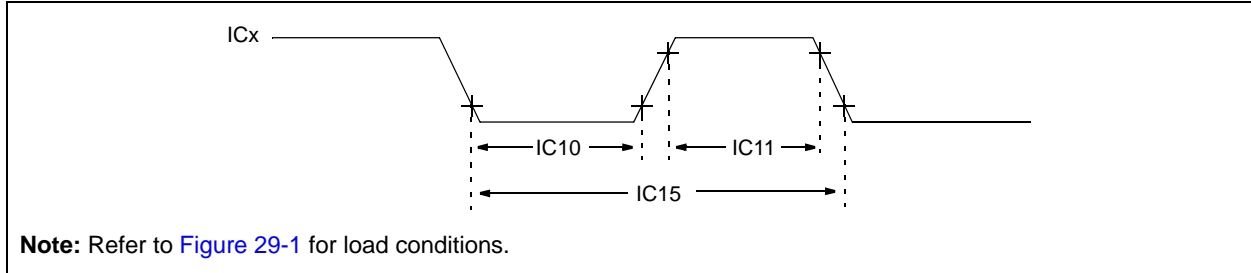 ICx
IC10
IC11
IC15
Note: Refer to Figure 29-1 for load conditions.